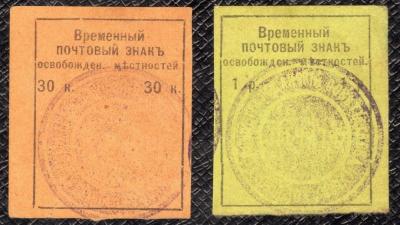 Временный
ПОЧТОВЫЙ ЗНАКЪ
освобожден. мѣстностей.
30 к. 30 к.
Временный
ПОЧТОВЫЙ ЗНАКЪ
освобожден. мѣстностей.
1 р.